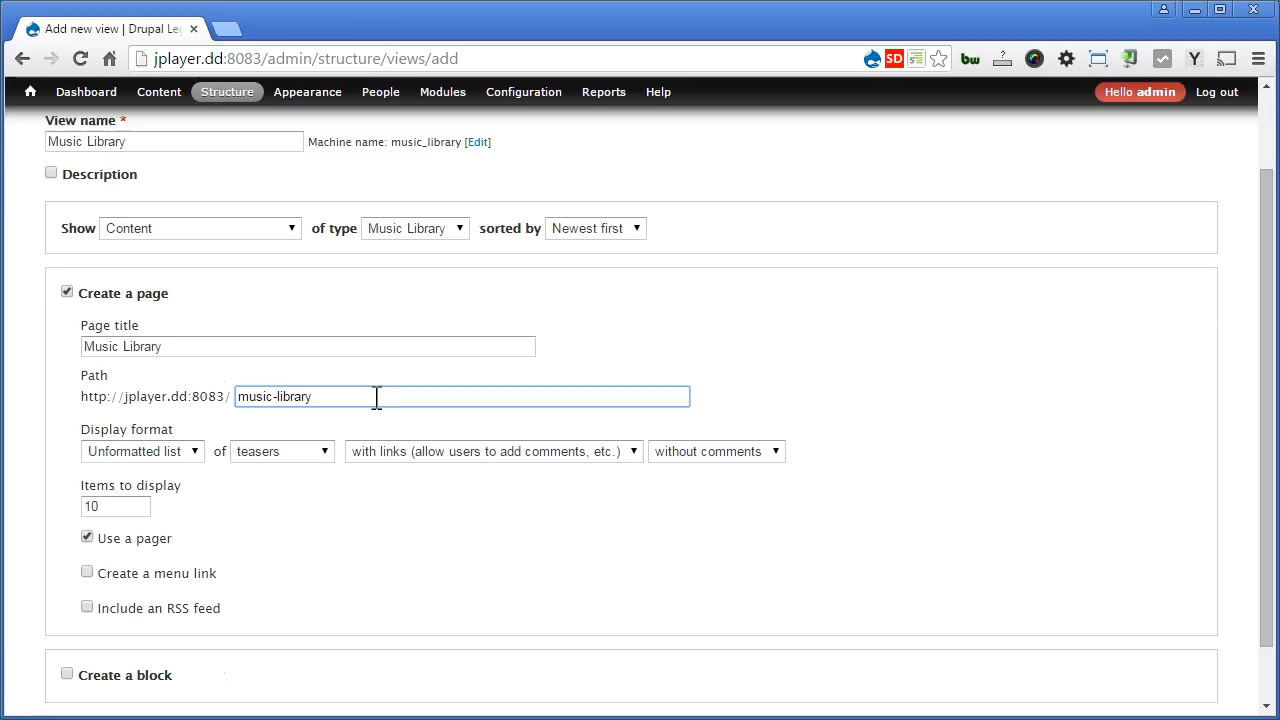 Add new view | Drupal Le
jplayer.dd:8083/admin/structure/views/add
SD
bw
Y
Dashboard Content Structure Appearance People Modules Configuration Reports Help Hello admin Log out
View name *
Music Library Machine name: music_library [Edit]
Description
Show Content of type Music Library sorted by Newest first
Create a page
Page title
Music Library
Path
http://jplayer.dd:8083/ music-library
Display format
Unformatted list of teasers with links (allow users to add comments, etc.) without comments
Items to display
10
Use a pager
Create a menu link
Include an RSS feed
Create a block